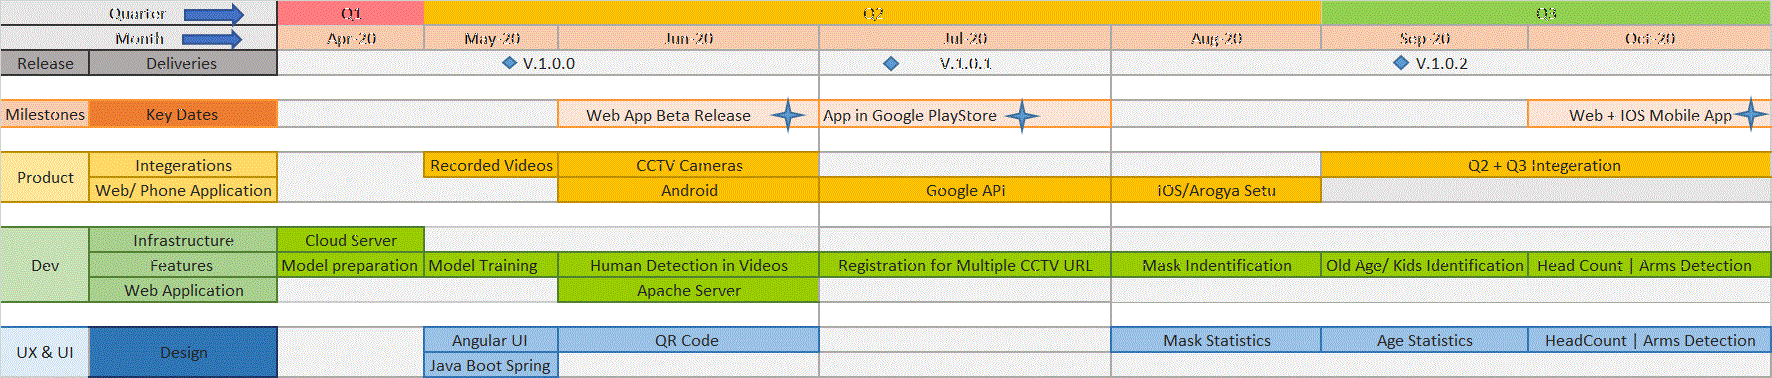 Quarter Q1 Q2 Q3
Month Apr-20 May-20 Jun-20 Jul-20 Aug-20 Sep-20 Oct-20
Release Deliveries V.1.0.0 V.1.0.1 V.1.0.2
Milestones Key Dates Web App Beta Release App in Google PlayStore Web + IOS Mobile App
Product
Integerations Recorded Videos CCTV Cameras Q2 + Q3 Integeration
Web/ Phone Application Android Google APi iOS/Arogya Setu
Dev
Infrastructure Cloud Server
Features Model preparation Model Training Human Detection in Videos Registration for Multiple CCTV URL Mask Indentification Old Age/ Kids Identification Head Count | Arms Detection
Web Application Apache Server
UX & UI Design
Angular UI QR Code Mask Statistics Age Statistics HeadCount | Arms Detection
Java Boot Spring